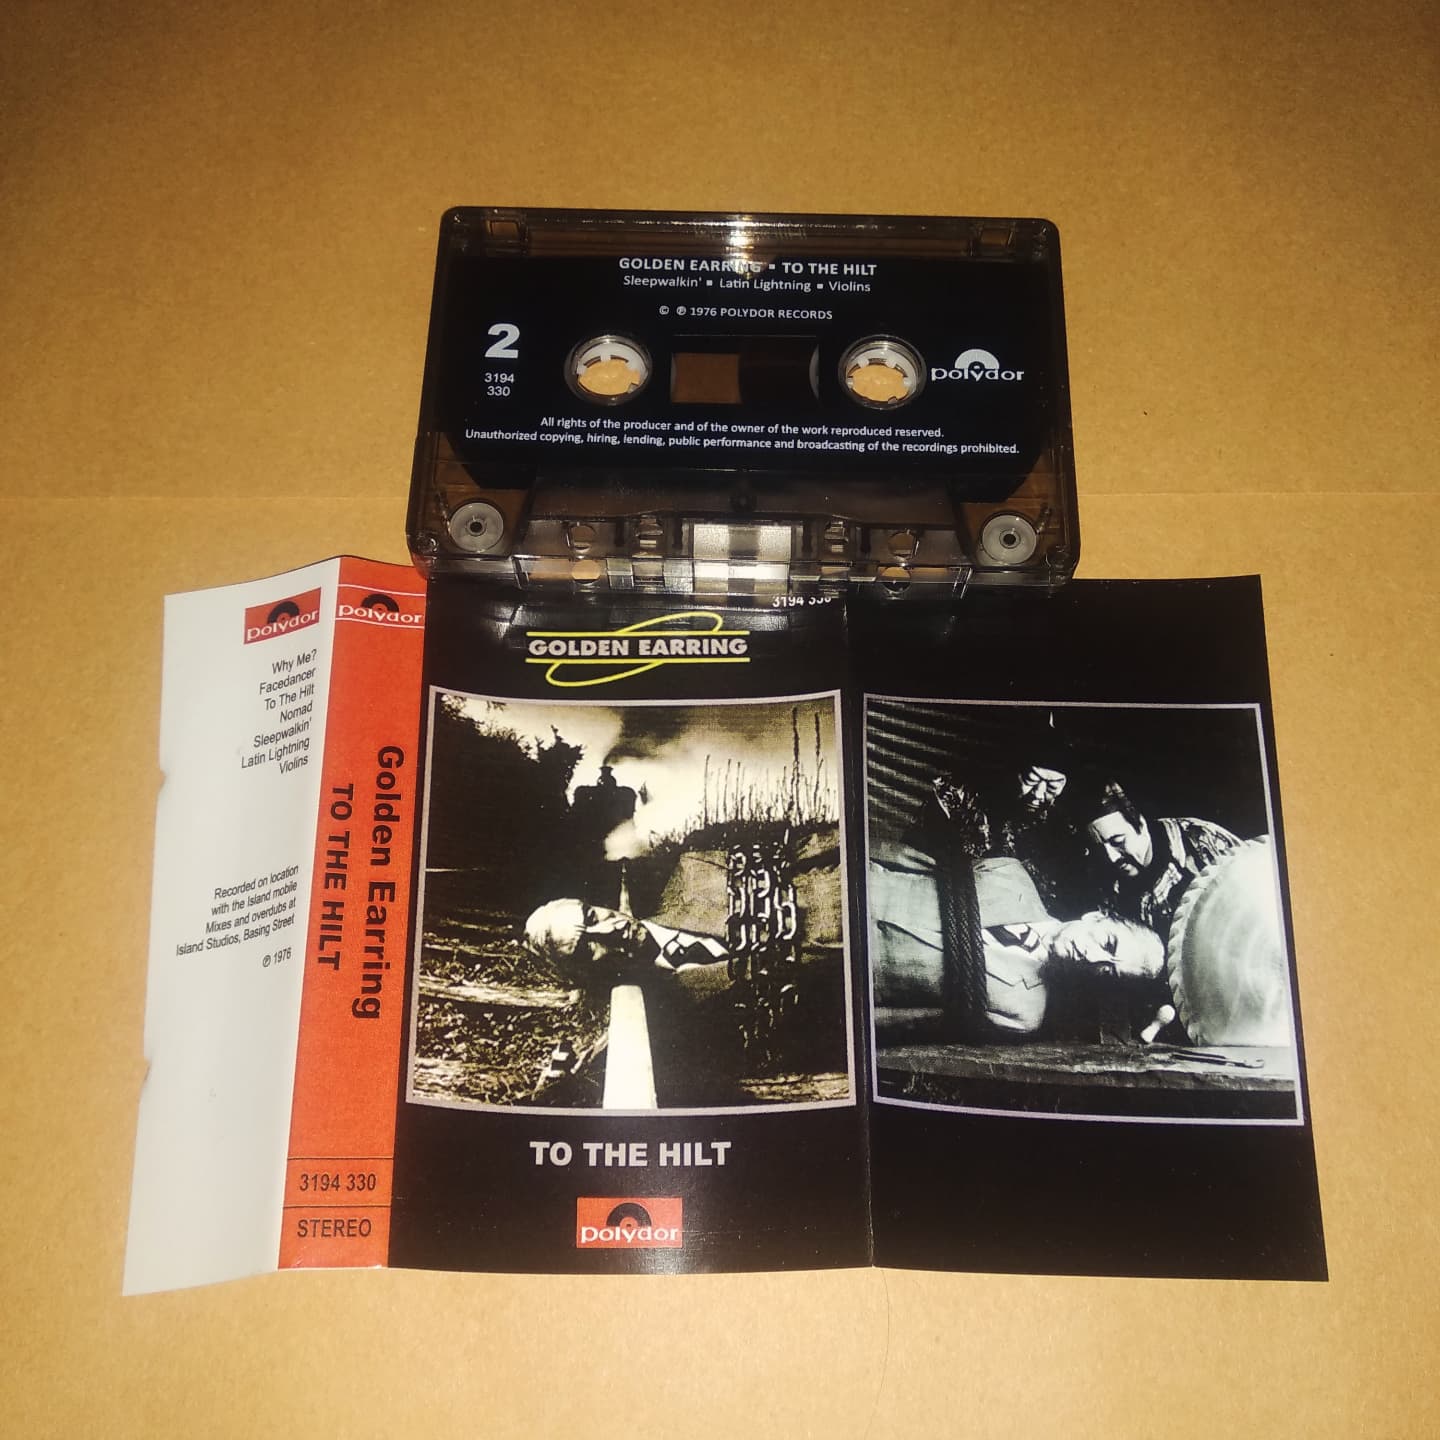 GOLDEN EARRING ▪ TO THE HILT
Sleepwalkin' ▪ Latin Lightning ▪ Violins
© ℗ 1976 POLYDOR RECORDS
2
3194
330
polydor
All rights of the producer and of the owner of the work reproduced reserved.
Unauthorized copying, hiring, lending, public performance and broadcasting of the recordings prohibited.
polydor
Why Me?
Facedancer
To The Hilt
Nomad
Sleepwalkin'
Latin Lightning
Violins
Recorded on location
with the Island mobile
Mixes and overdubs at
Island Studios, Basing Street
℗ 1976
polydor
Golden Earring
TO THE HILT
3194 330
STEREO
3194 330
GOLDEN EARRING
TO THE HILT
polydor